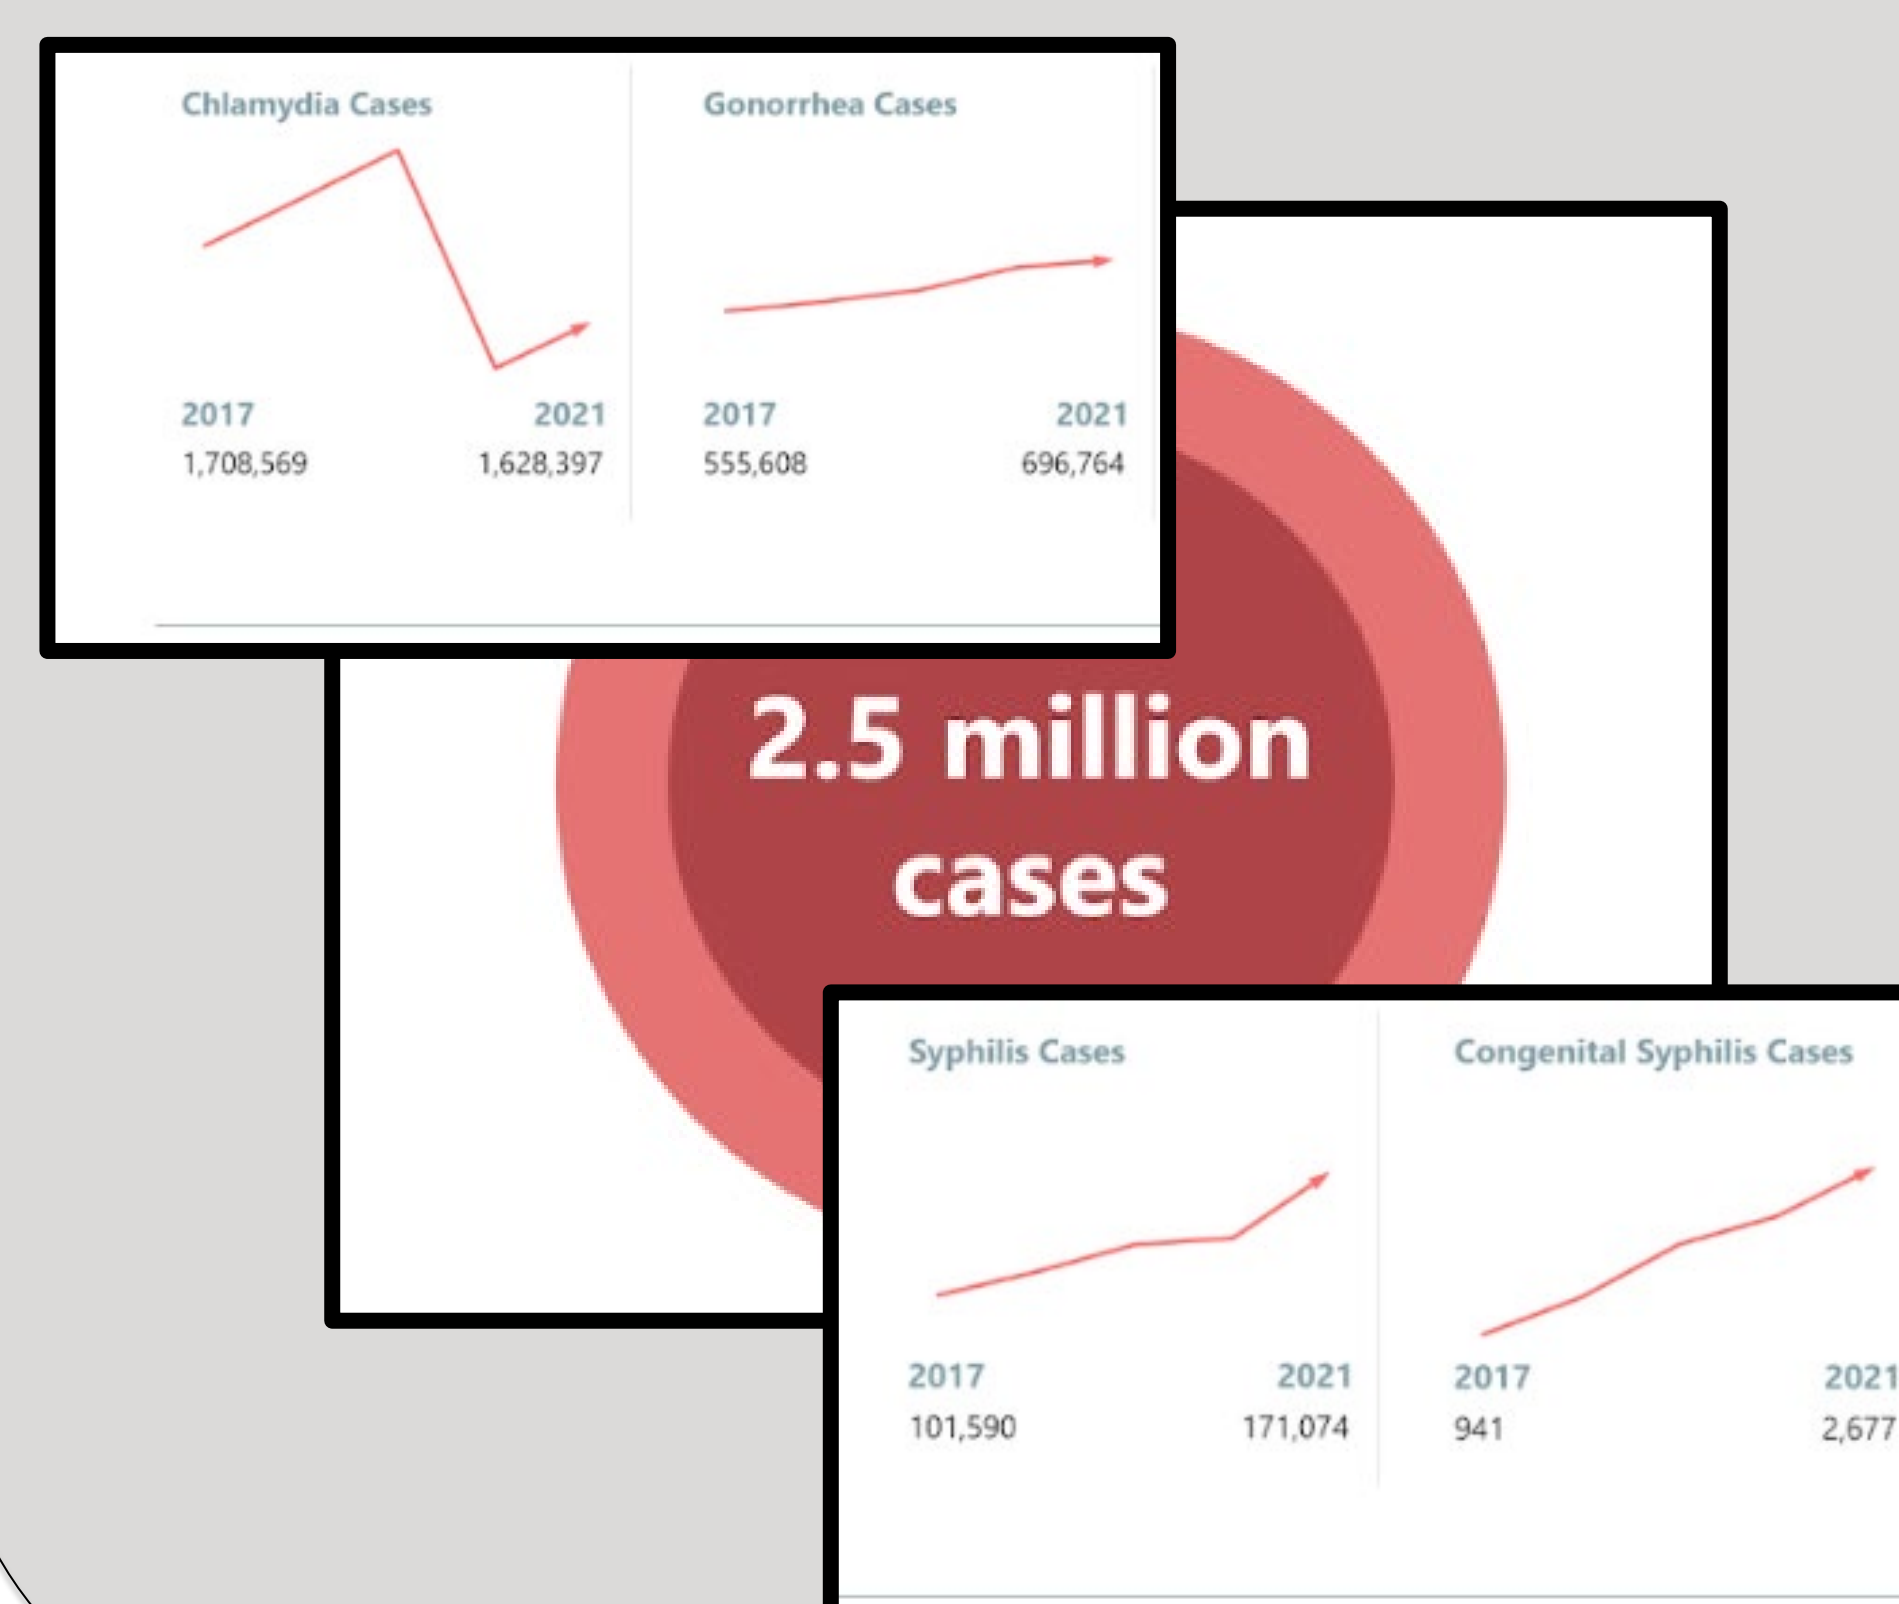 Chlamydia Cases
2017 2021
1,708,569 1,628,397
Gonorrhea Cases
2017 2021
555,608 696,764
2.5 million
cases
Syphilis Cases
2017 2021
101,590 171,074
Congenital Syphilis Cases
2017 2021
941 2,677